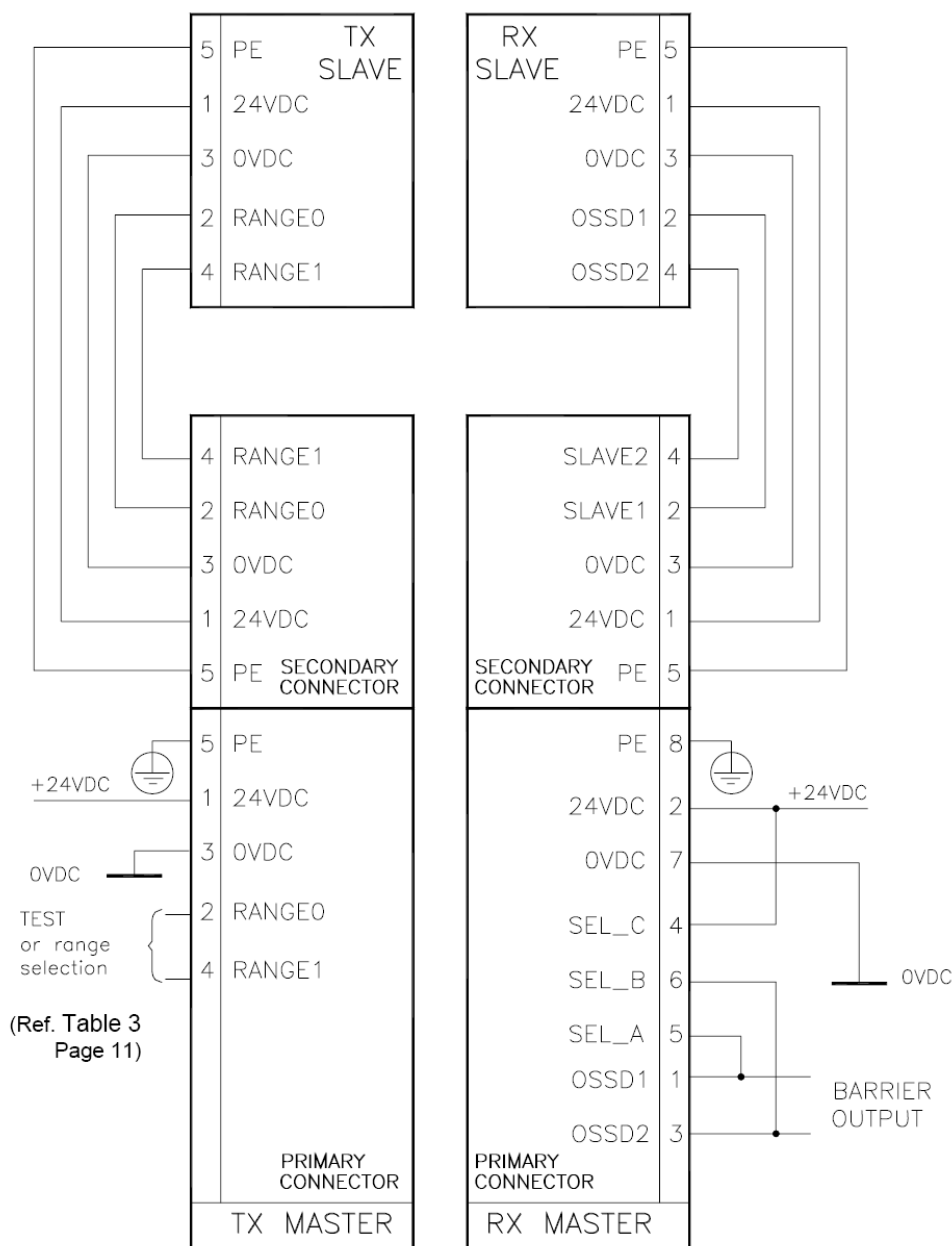 TX
SLAVE
5 PE
1 24VDC
3 0VDC
2 RANGE0
4 RANGE1
RX
SLAVE
PE 5
24VDC 1
0VDC 3
OSSD1 2
OSSD2 4
4 RANGE1
2 RANGE0
3 0VDC
1 24VDC
5 PE
SECONDARY
CONNECTOR
SLAVE2 4
SLAVE1 2
0VDC 3
24VDC 1
PE 5
SECONDARY
CONNECTOR
5 PE
+24VDC
1 24VDC
3 0VDC
0VDC
2 RANGE0
4 RANGE1
TEST
or range
selection
(Ref. Table 3
Page 11)
PRIMARY
CONNECTOR
TX MASTER
PE 8
24VDC 2
+24VDC
0VDC 7
SEL_C 4
SEL_B 6
0VDC
SEL_A 5
OSSD1 1
OSSD2 3
BARRIER
OUTPUT
PRIMARY
CONNECTOR
RX MASTER